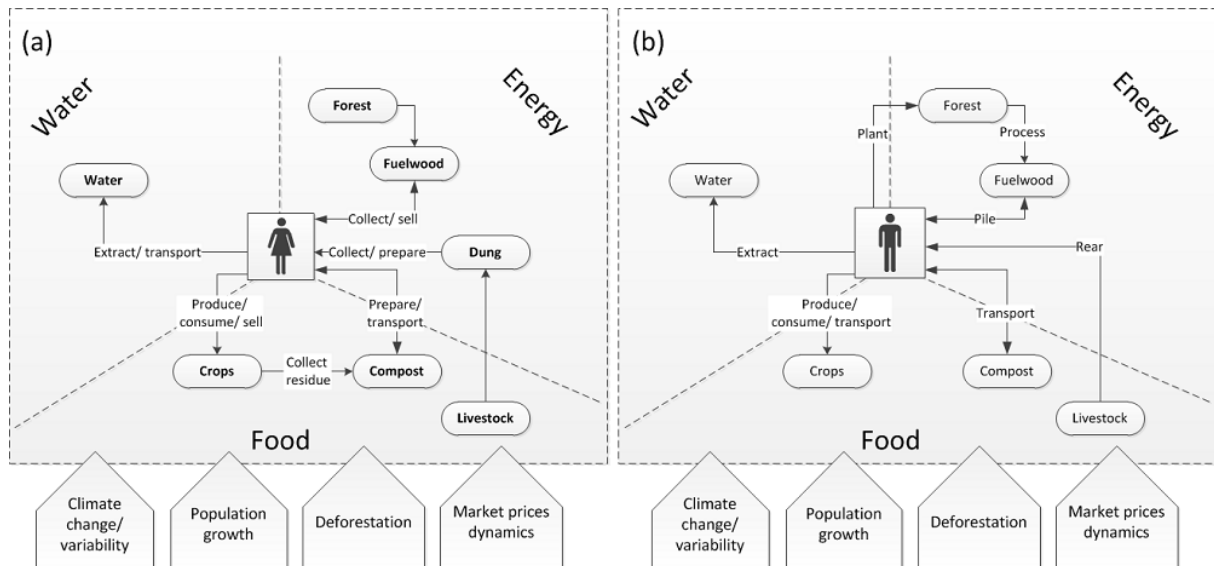 (a)
Water
Energy
Forest
Fuelwood
Water
Collect/ sell
Extract/ transport
Collect/ prepare
Dung
Produce/
consume/ sell
Prepare/
transport
Crops
Collect
residue
Compost
Livestock
Food
Climate
change/
variability
Population
growth
Deforestation
Market prices
dynamics
(b)
Water
Energy
Forest
Plant
Process
Water
Fuelwood
Pile
Extract
Rear
Produce/
consume/ transport
Transport
Crops
Compost
Livestock
Food
Climate
change/
variability
Population
growth
Deforestation
Market prices
dynamics